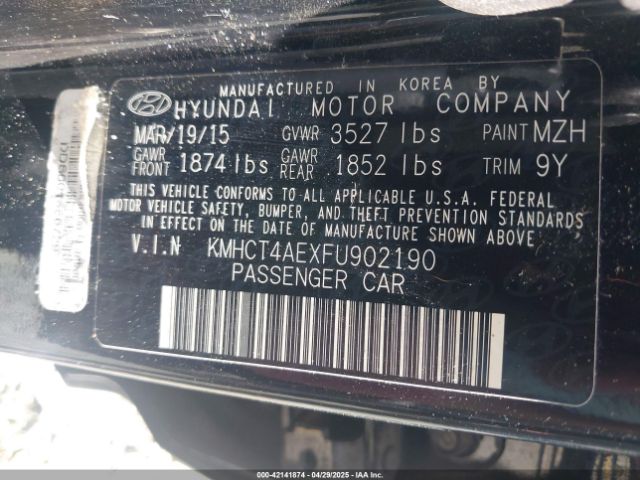 MANUFACTURED IN KOREA BY
HYUNDAI MOTOR COMPANY
MAR/19/15 GVWR 3527 lbs PAINT MZH
GAWR FRONT 1874 lbs GAWR REAR 1852 lbs TRIM 9Y
THIS VEHICLE CONFORMS TO ALL APPLICABLE U.S.A. FEDERAL
MOTOR VEHICLE SAFETY, BUMPER, AND THEFT PREVENTION STANDARDS
IN EFFECT ON THE DATE OF MANUFACTURE SHOWN ABOVE.
V.I.N KMHCT4AEXFU902190
PASSENGER CAR
000-42141874 | 04/29/2025 - IAA Inc.